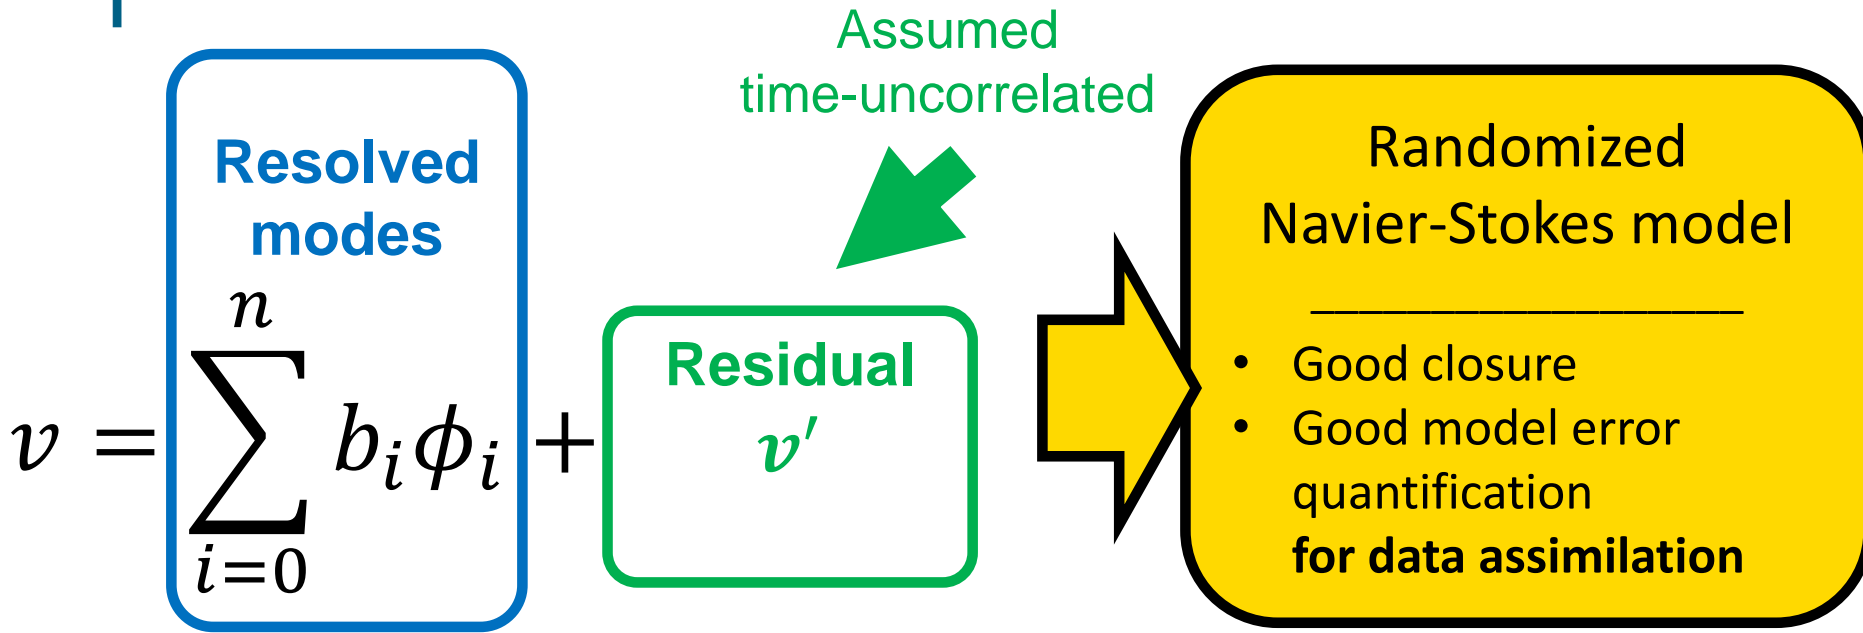 Assumed
time-uncorrelated
Resolved
modes
n
v = ∑ b_i ϕ_i +
i=0
Residual
v′
Randomized
Navier-Stokes model
__________________
• Good closure
• Good model error
quantification
for data assimilation